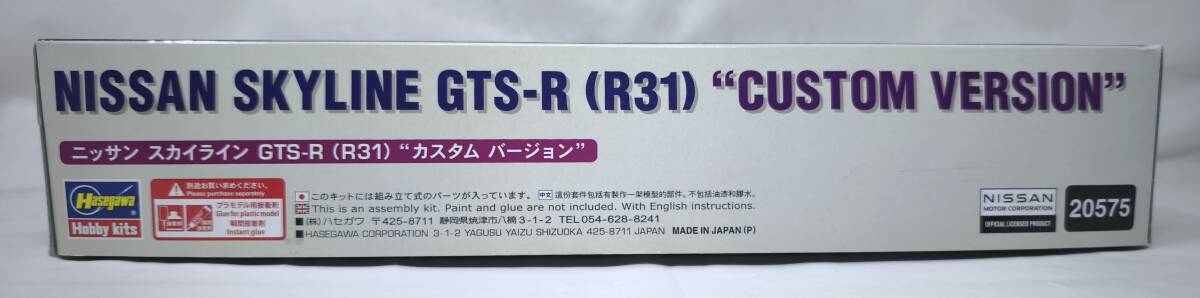 NISSAN SKYLINE GTS-R (R31) “CUSTOM VERSION”
ニッサン スカイライン GTS-R (R31) “カスタム バージョン”
Hasegawa
Hobby kits
別途お買い求めください。
Please purchase separately.
プラモデル用接着剤
Glue for plastic model
瞬間接着剤
Instant glue
このキットには組み立て式のパーツが入っています。 中文 這份套件包括有製作一架模型的部件。不包括油漆和膠水。
This is an assembly kit. Paint and glue are not included. With English instructions.
■(株)ハセガワ 〒425-8711 静岡県焼津市八楠3-1-2 TEL 054-628-8241
■HASEGAWA CORPORATION 3-1-2 YAGUSU YAIZU SHIZUOKA 425-8711 JAPAN MADE IN JAPAN (P)
NISSAN
MOTOR CORPORATION
OFFICIAL LICENSED PRODUCT
20575